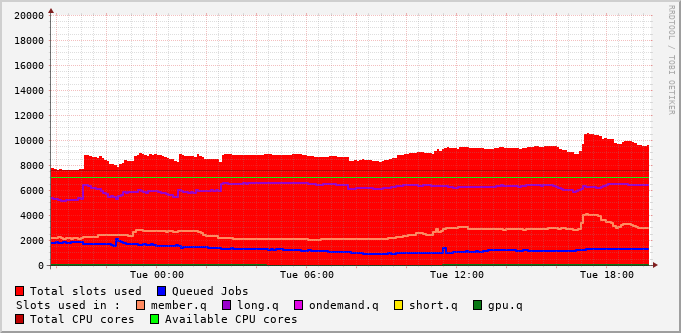 20000
18000
16000
14000
12000
10000
8000
6000
4000
2000
0
Tue 00:00 Tue 06:00 Tue 12:00 Tue 18:00
Total slots used Queued Jobs
Slots used in : member.q long.q ondemand.q short.q gpu.q
Total CPU cores Available CPU cores
RRDTOOL / TOBI OETIKER